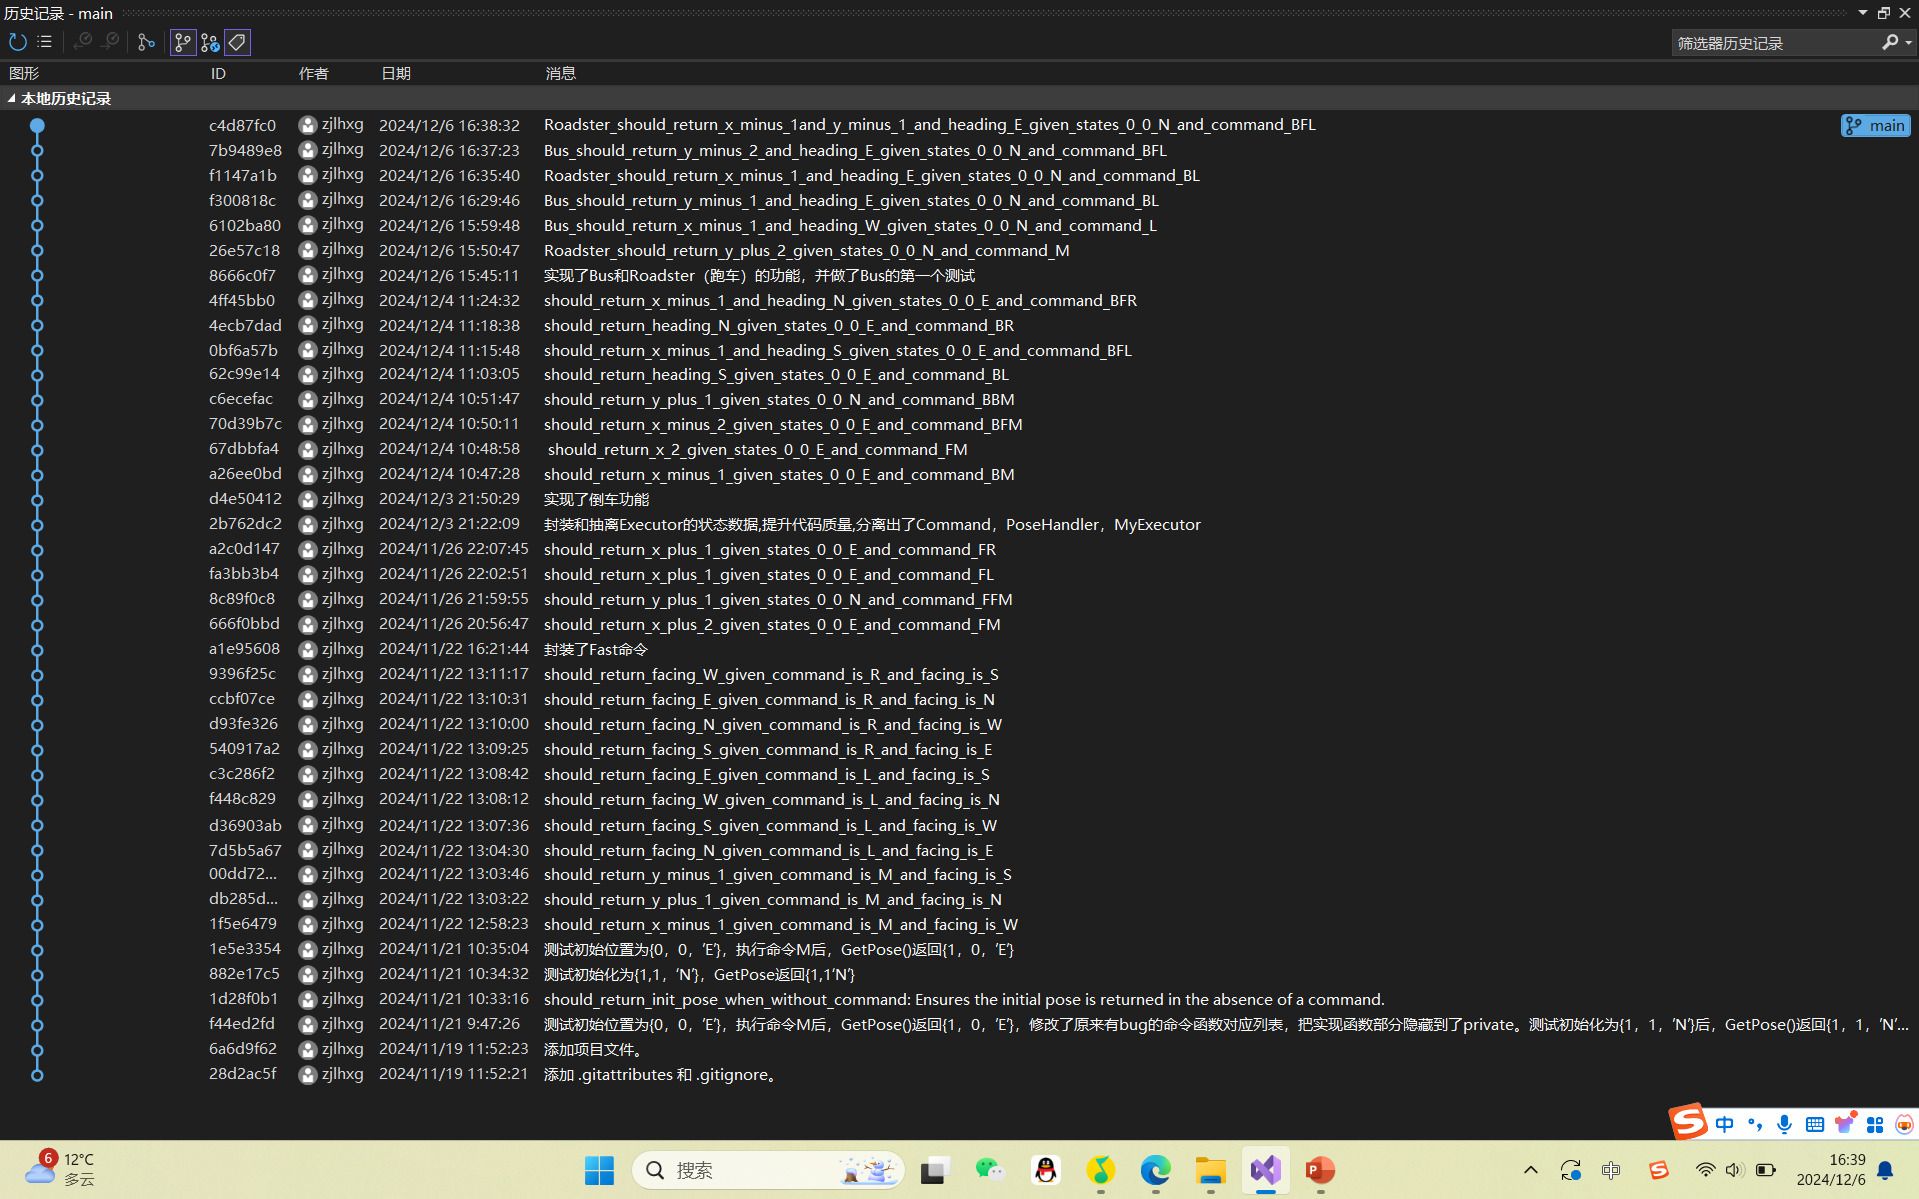 历史记录 - main
筛选器历史记录
图形 ID 作者 日期 消息
本地历史记录
c4d87fc0 zjlhxg 2024/12/6 16:38:32 Roadster_should_return_x_minus_1and_y_minus_1_and_heading_E_given_states_0_0_N_and_command_BFL main
7b9489e8 zjlhxg 2024/12/6 16:37:23 Bus_should_return_y_minus_2_and_heading_E_given_states_0_0_N_and_command_BFL
f1147a1b zjlhxg 2024/12/6 16:35:40 Roadster_should_return_x_minus_1_and_heading_E_given_states_0_0_N_and_command_BL
f300818c zjlhxg 2024/12/6 16:29:46 Bus_should_return_y_minus_1_and_heading_E_given_states_0_0_N_and_command_BL
6102ba80 zjlhxg 2024/12/6 15:59:48 Bus_should_return_x_minus_1_and_heading_W_given_states_0_0_N_and_command_L
26e57c18 zjlhxg 2024/12/6 15:50:47 Roadster_should_return_y_plus_2_given_states_0_0_N_and_command_M
8666c0f7 zjlhxg 2024/12/6 15:45:11 实现了Bus和Roadster（跑车）的功能，并做了Bus的第一个测试
4ff45bb0 zjlhxg 2024/12/4 11:24:32 should_return_x_minus_1_and_heading_N_given_states_0_0_E_and_command_BFR
4ecb7dad zjlhxg 2024/12/4 11:18:38 should_return_heading_N_given_states_0_0_E_and_command_BR
0bf6a57b zjlhxg 2024/12/4 11:15:48 should_return_x_minus_1_and_heading_S_given_states_0_0_E_and_command_BFL
62c99e14 zjlhxg 2024/12/4 11:03:05 should_return_heading_S_given_states_0_0_E_and_command_BL
c6ecefac zjlhxg 2024/12/4 10:51:47 should_return_y_plus_1_given_states_0_0_N_and_command_BBM
70d39b7c zjlhxg 2024/12/4 10:50:11 should_return_x_minus_2_given_states_0_0_E_and_command_BFM
67dbbfa4 zjlhxg 2024/12/4 10:48:58 should_return_x_2_given_states_0_0_E_and_command_FM
a26ee0bd zjlhxg 2024/12/4 10:47:28 should_return_x_minus_1_given_states_0_0_E_and_command_BM
d4e50412 zjlhxg 2024/12/3 21:50:29 实现了倒车功能
2b762dc2 zjlhxg 2024/12/3 21:22:09 封装和抽离Executor的状态数据,提升代码质量,分离出了Command，PoseHandler，MyExecutor
a2c0d147 zjlhxg 2024/11/26 22:07:45 should_return_x_plus_1_given_states_0_0_E_and_command_FR
fa3bb3b4 zjlhxg 2024/11/26 22:02:51 should_return_x_plus_1_given_states_0_0_E_and_command_FL
8c89f0c8 zjlhxg 2024/11/26 21:59:55 should_return_y_plus_1_given_states_0_0_N_and_command_FFM
666f0bbd zjlhxg 2024/11/26 20:56:47 should_return_x_plus_2_given_states_0_0_E_and_command_FM
a1e95608 zjlhxg 2024/11/22 16:21:44 封装了Fast命令
9396f25c zjlhxg 2024/11/22 13:11:17 should_return_facing_W_given_command_is_R_and_facing_is_S
ccbf07ce zjlhxg 2024/11/22 13:10:31 should_return_facing_E_given_command_is_R_and_facing_is_N
d93fe326 zjlhxg 2024/11/22 13:10:00 should_return_facing_N_given_command_is_R_and_facing_is_W
540917a2 zjlhxg 2024/11/22 13:09:25 should_return_facing_S_given_command_is_R_and_facing_is_E
c3c286f2 zjlhxg 2024/11/22 13:08:42 should_return_facing_E_given_command_is_L_and_facing_is_S
f448c829 zjlhxg 2024/11/22 13:08:12 should_return_facing_W_given_command_is_L_and_facing_is_N
d36903ab zjlhxg 2024/11/22 13:07:36 should_return_facing_S_given_command_is_L_and_facing_is_W
7d5b5a67 zjlhxg 2024/11/22 13:04:30 should_return_facing_N_given_command_is_L_and_facing_is_E
00dd72... zjlhxg 2024/11/22 13:03:46 should_return_y_minus_1_given_command_is_M_and_facing_is_S
db285d... zjlhxg 2024/11/22 13:03:22 should_return_y_plus_1_given_command_is_M_and_facing_is_N
1f5e6479 zjlhxg 2024/11/22 12:58:23 should_return_x_minus_1_given_command_is_M_and_facing_is_W
1e5e3354 zjlhxg 2024/11/21 10:35:04 测试初始位置为{0，0，'E'}，执行命令M后，GetPose()返回{1，0，'E'}
882e17c5 zjlhxg 2024/11/21 10:34:32 测试初始化为{1,1，‘N’}，GetPose返回{1,1‘N’}
1d28f0b1 zjlhxg 2024/11/21 10:33:16 should_return_init_pose_when_without_command: Ensures the initial pose is returned in the absence of a command.
f44ed2fd zjlhxg 2024/11/21 9:47:26 测试初始位置为{0，0，'E'}，执行命令M后，GetPose()返回{1，0，'E'}，修改了原来有bug的命令函数对应列表，把实现函数部分隐藏到了private。测试初始化为{1，1，'N'}后，GetPose()返回{1，1，'N'...
6a6d9f62 zjlhxg 2024/11/19 11:52:23 添加项目文件。
28d2ac5f zjlhxg 2024/11/19 11:52:21 添加 .gitattributes 和 .gitignore。
中
6 12°C
多云
搜索
16:39
2024/12/6